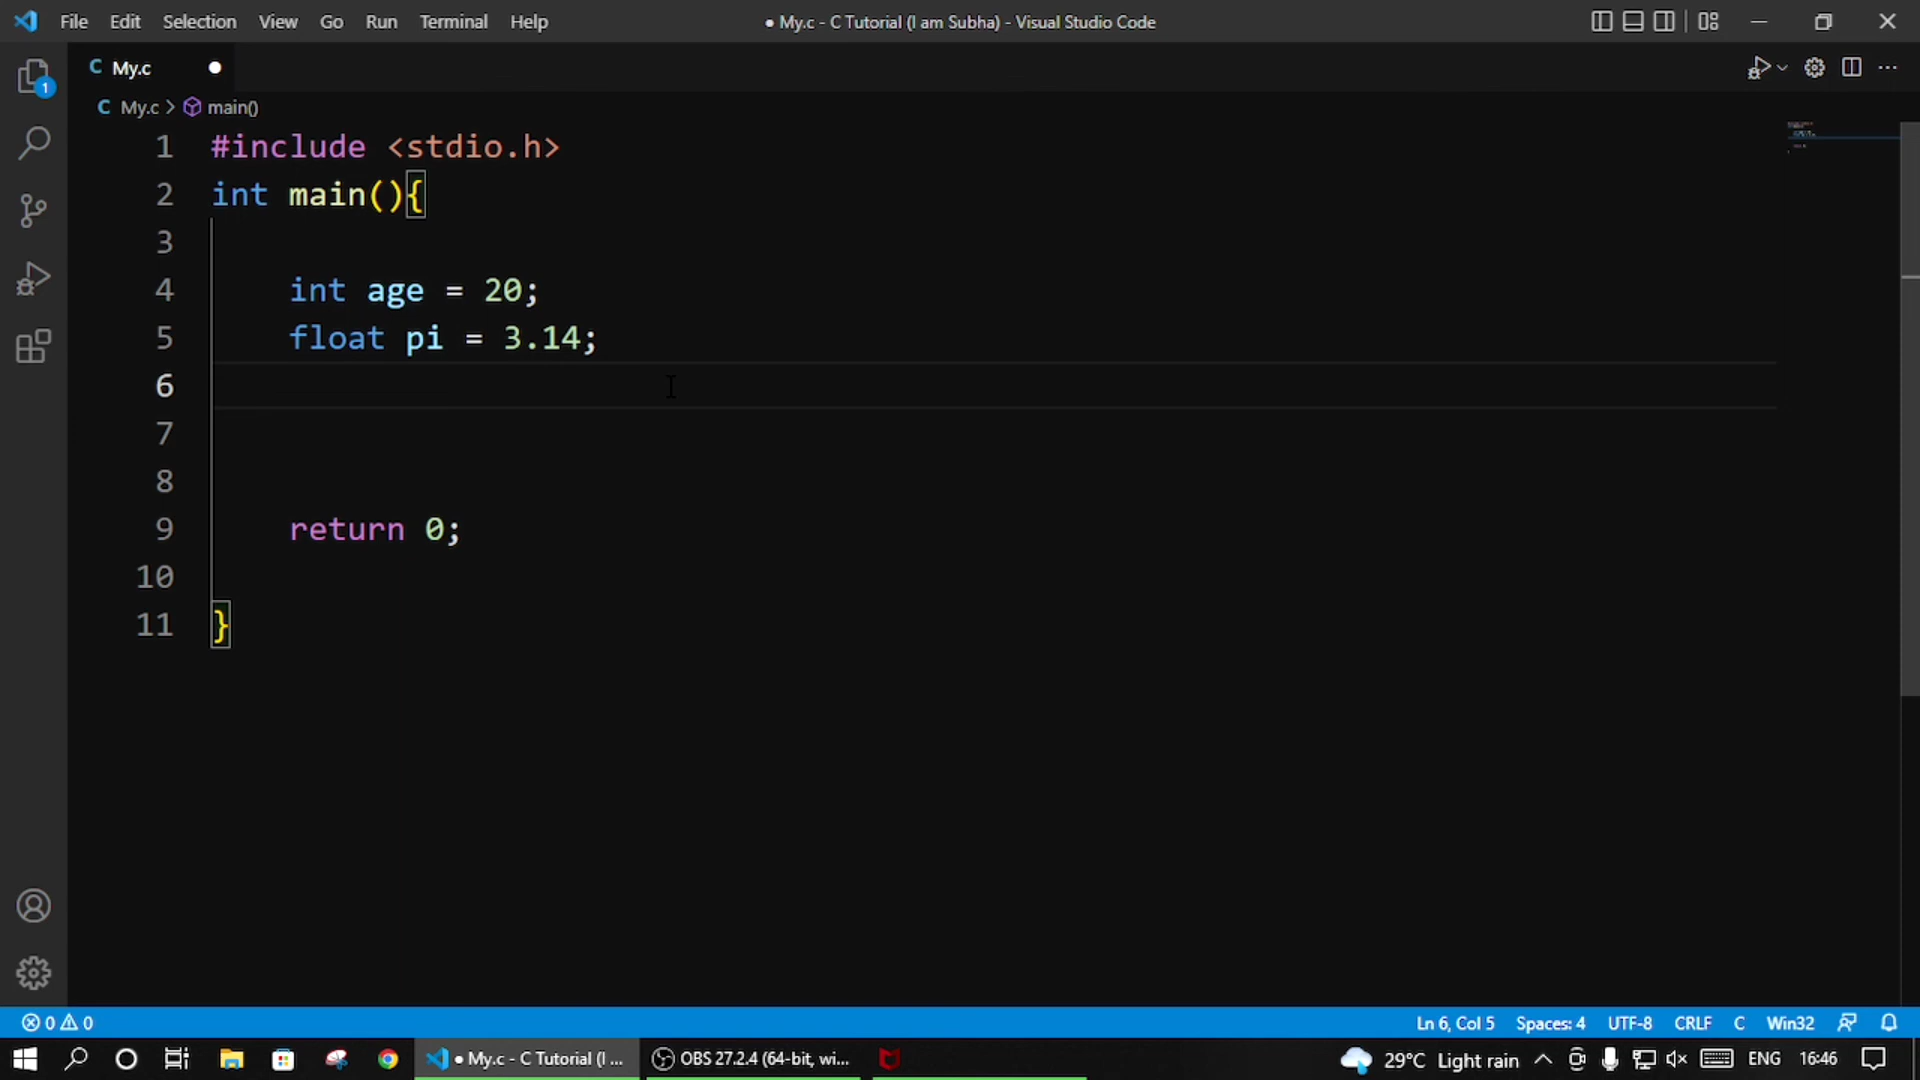 File Edit Selection View Go Run Terminal Help
● My.c - C Tutorial (I am Subha) - Visual Studio Code
1
C My.c ●
C My.c > main()
1 #include <stdio.h>
2 int main(){
3
4     int age = 20;
5     float pi = 3.14;
6
7
8
9     return 0;
10
11 }
0 0
Ln 6, Col 5 Spaces: 4 UTF-8 CRLF C Win32
● My.c - C Tutorial (I ... OBS 27.2.4 (64-bit, wi... 29°C Light rain ENG 16:46